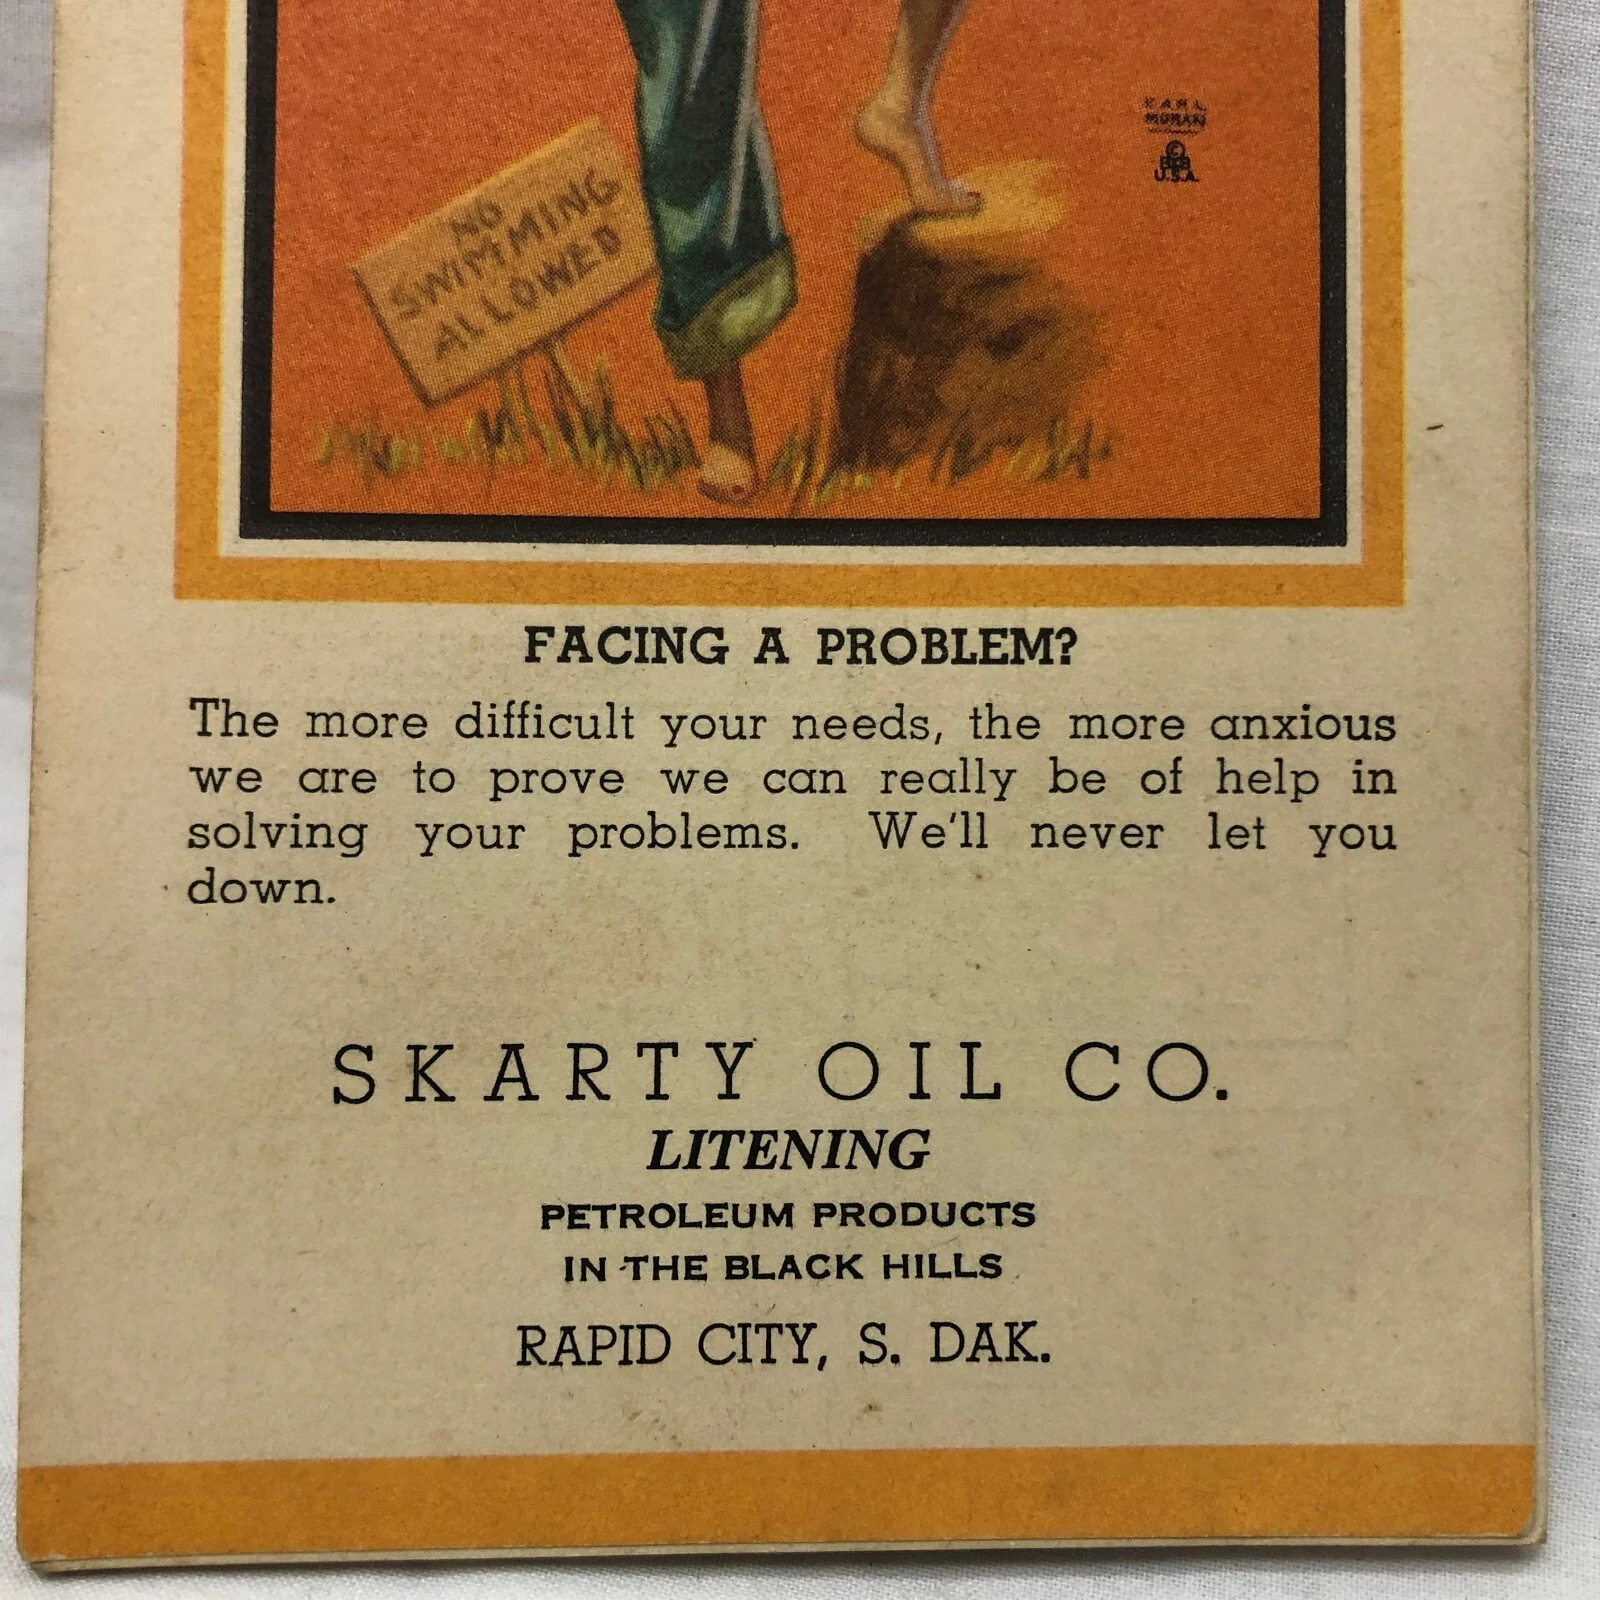 EARL
MORAN
©
B&B
U.S.A.
NO
SWIMMING
ALLOWED
FACING A PROBLEM?
The more difficult your needs, the more anxious
we are to prove we can really be of help in
solving your problems. We'll never let you
down.
SKARTY OIL CO.
LITENING
PETROLEUM PRODUCTS
IN THE BLACK HILLS
RAPID CITY, S. DAK.